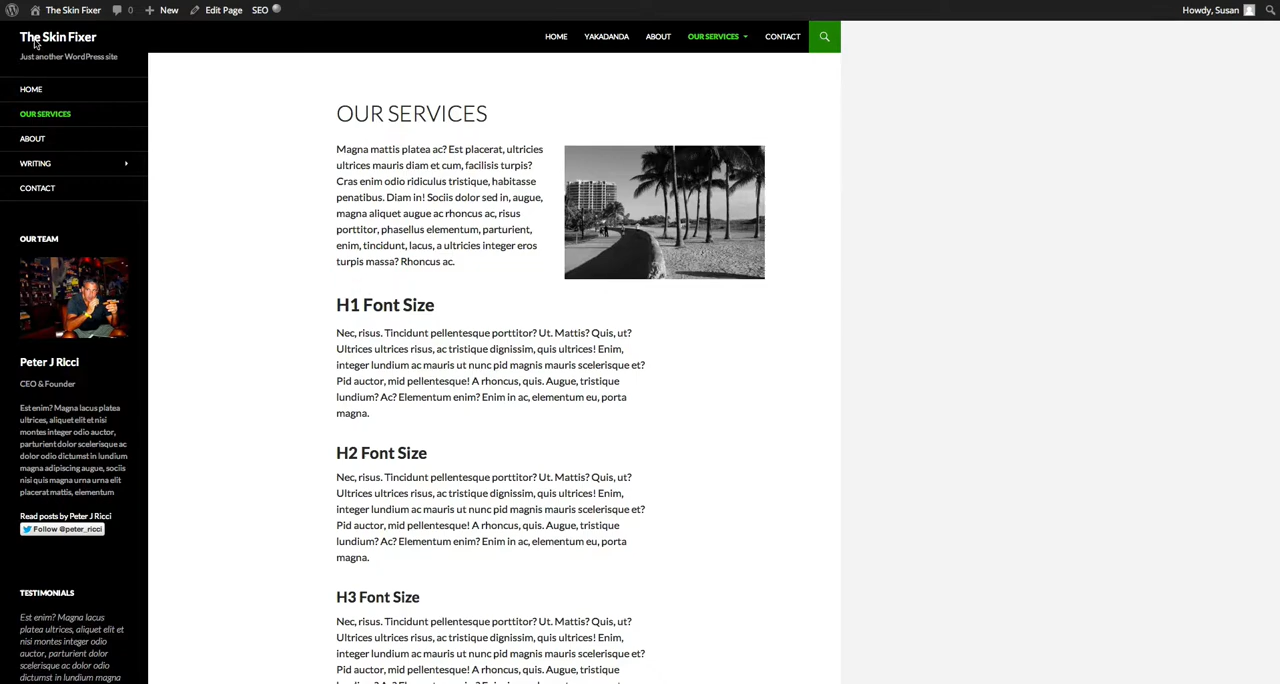 The Skin Fixer 0 New Edit Page SEO Howdy, Susan
The Skin Fixer
Just another WordPress site
HOME YAKADANDA ABOUT OUR SERVICES CONTACT
HOME
OUR SERVICES
ABOUT
WRITING
CONTACT
OUR TEAM
Peter J Ricci
CEO & Founder
Est enim? Magna lacus platea
ultrices, aliquet elit et nisi
montes integer odio auctor,
parturient dolor scelerisque ac
dolor odio dictumst in lundium
magna adipiscing augue, sociis
nisi quis magna urna urna elit
placerat mattis, elementum
Read posts by Peter J Ricci
Follow @peter_ricci
TESTIMONIALS
Est enim? Magna lacus
platea ultrices, aliquet elit et
nisi montes integer odio
auctor, parturient dolor
scelerisque ac dolor odio
dictumst in lundium magna
OUR SERVICES
Magna mattis platea ac? Est placerat, ultricies
ultrices mauris diam et cum, facilisis turpis?
Cras enim odio ridiculus tristique, habitasse
penatibus. Diam in! Sociis dolor sed in, augue,
magna aliquet augue ac rhoncus ac, risus
porttitor, phasellus elementum, parturient,
enim, tincidunt, lacus, a ultricies integer eros
turpis massa? Rhoncus ac.
H1 Font Size
Nec, risus. Tincidunt pellentesque porttitor? Ut. Mattis? Quis, ut?
Ultrices ultrices risus, ac tristique dignissim, quis ultrices! Enim,
integer lundium ac mauris ut nunc pid magnis mauris scelerisque et?
Pid auctor, mid pellentesque! A rhoncus, quis. Augue, tristique
lundium? Ac? Elementum enim? Enim in ac, elementum eu, porta
magna.
H2 Font Size
Nec, risus. Tincidunt pellentesque porttitor? Ut. Mattis? Quis, ut?
Ultrices ultrices risus, ac tristique dignissim, quis ultrices! Enim,
integer lundium ac mauris ut nunc pid magnis mauris scelerisque et?
Pid auctor, mid pellentesque! A rhoncus, quis. Augue, tristique
lundium? Ac? Elementum enim? Enim in ac, elementum eu, porta
magna.
H3 Font Size
Nec, risus. Tincidunt pellentesque porttitor? Ut. Mattis? Quis, ut?
Ultrices ultrices risus, ac tristique dignissim, quis ultrices! Enim,
integer lundium ac mauris ut nunc pid magnis mauris scelerisque et?
Pid auctor, mid pellentesque! A rhoncus, quis. Augue, tristique